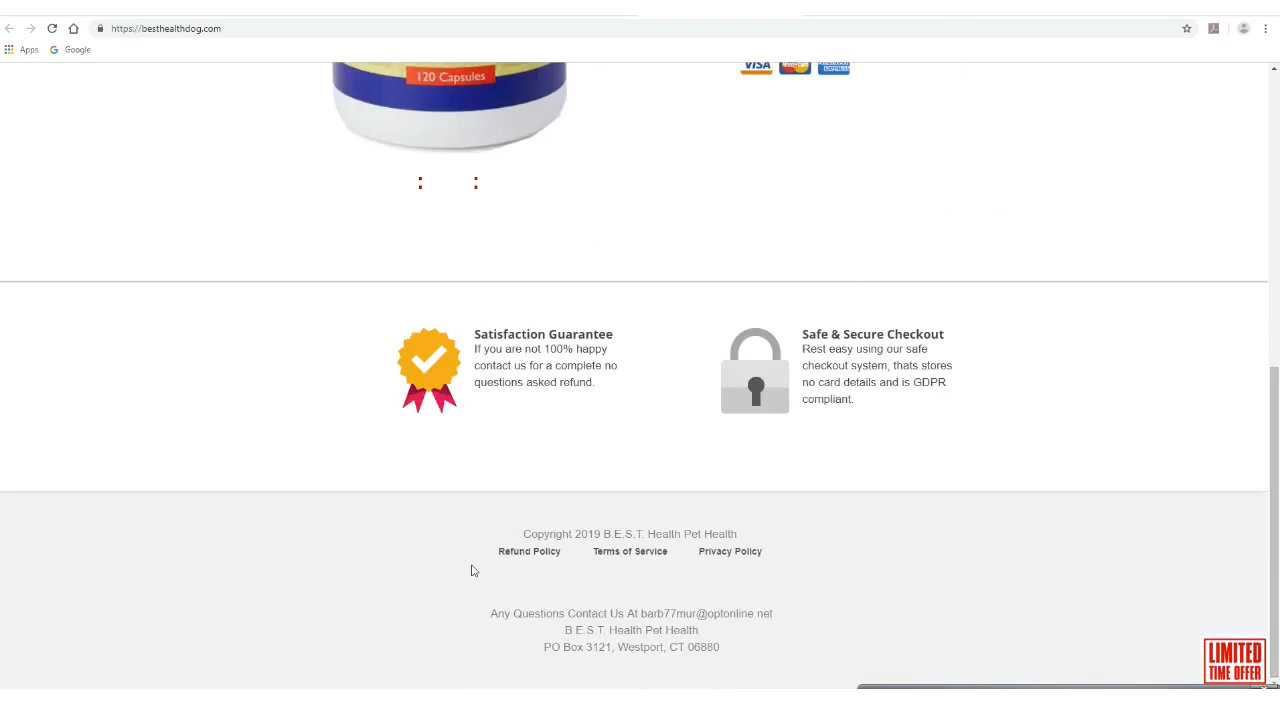 https://besthealthdog.com
Apps Google
120 Capsules
VISA MasterCard
: :
Satisfaction Guarantee
If you are not 100% happy
contact us for a complete no
questions asked refund.
Safe & Secure Checkout
Rest easy using our safe
checkout system, thats stores
no card details and is GDPR
compliant.
Copyright 2019 B.E.S.T. Health Pet Health
Refund Policy Terms of Service Privacy Policy
Any Questions Contact Us At barb77mur@optonline.net
B.E.S.T. Health Pet Health
PO Box 3121, Westport, CT 06880
LIMITED
TIME OFFER